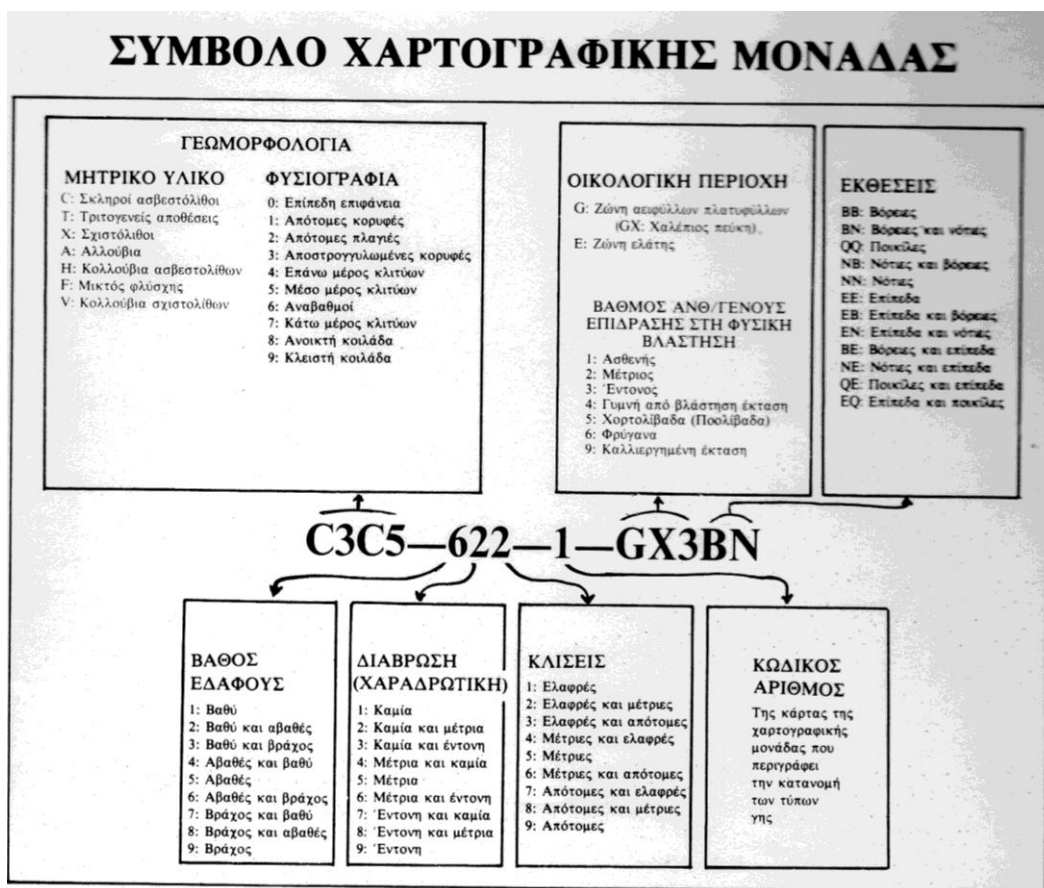 ΣΥΜΒΟΛΟ ΧΑΡΤΟΓΡΑΦΙΚΗΣ ΜΟΝΑΔΑΣ
ΓΕΩΜΟΡΦΟΛΟΓΙΑ
ΜΗΤΡΙΚΟ ΥΛΙΚΟ
C: Σκληροί ασβεστόλιθοι
T: Τριτογενείς αποθέσεις
X: Σχιστόλιθοι
A: Αλλούβια
H: Κολλούβια ασβεστολίθων
F: Μικτός φλύσχης
V: Κολλούβια σχιστολίθων
ΦΥΣΙΟΓΡΑΦΙΑ
0: Επίπεδη επιφάνεια
1: Απότομες κορυφές
2: Απότομες πλαγιές
3: Αποστρογγυλωμένες κορυφές
4: Επάνω μέρος κλιτύων
5: Μέσο μέρος κλιτύων
6: Αναβαθμοί
7: Κάτω μέρος κλιτύων
8: Ανοικτή κοιλάδα
9: Κλειστή κοιλάδα
ΟΙΚΟΛΟΓΙΚΗ ΠΕΡΙΟΧΗ
G: Ζώνη αειφύλλων πλατυφύλλων
(GX: Χαλέπιος πεύκη).
E: Ζώνη ελάτης
ΒΑΘΜΟΣ ΑΝΘ/ΓΕΝΟΥΣ
ΕΠΙΔΡΑΣΗΣ ΣΤΗ ΦΥΣΙΚΗ
ΒΛΑΣΤΗΣΗ
1: Ασθενής
2: Μέτριος
3: Έντονος
4: Γυμνή από βλάστηση έκταση
5: Χορτολίβαδα (Ποολίβαδα)
6: Φρύγανα
9: Καλλιεργημένη έκταση
ΕΚΘΕΣΕΙΣ
BB: Βόρειες
BN: Βόρειες και νότιες
QQ: Ποικίλες
NB: Νότιες και βόρειες
NN: Νότιες
EE: Επίπεδα
EB: Επίπεδα και βόρειες
EN: Επίπεδα και νότιες
BE: Βόρειες και επίπεδα
NE: Νότιες και επίπεδα
QE: Ποικίλες και επίπεδα
EQ: Επίπεδα και ποικίλες
C3C5—622—1—GX3BN
ΒΑΘΟΣ
ΕΔΑΦΟΥΣ
1: Βαθύ
2: Βαθύ και αβαθές
3: Βαθύ και βράχος
4: Αβαθές και βαθύ
5: Αβαθές
6: Αβαθές και βράχος
7: Βράχος και βαθύ
8: Βράχος και αβαθές
9: Βράχος
ΔΙΑΒΡΩΣΗ
(ΧΑΡΑΔΡΩΤΙΚΗ)
1: Καμία
2: Καμία και μέτρια
3: Καμία και έντονη
4: Μέτρια και καμία
5: Μέτρια
6: Μέτρια και έντονη
7: Έντονη και καμία
8: Έντονη και μέτρια
9: Έντονη
ΚΛΙΣΕΙΣ
1: Ελαφρές
2: Ελαφρές και μέτριες
3: Ελαφρές και απότομες
4: Μέτριες και ελαφρές
5: Μέτριες
6: Μέτριες και απότομες
7: Απότομες και ελαφρές
8: Απότομες και μέτριες
9: Απότομες
ΚΩΔΙΚΟΣ
ΑΡΙΘΜΟΣ
Της κάρτας της
χαρτογραφικής
μονάδας που
περιγράφει
την κατανομή
των τύπων
γης